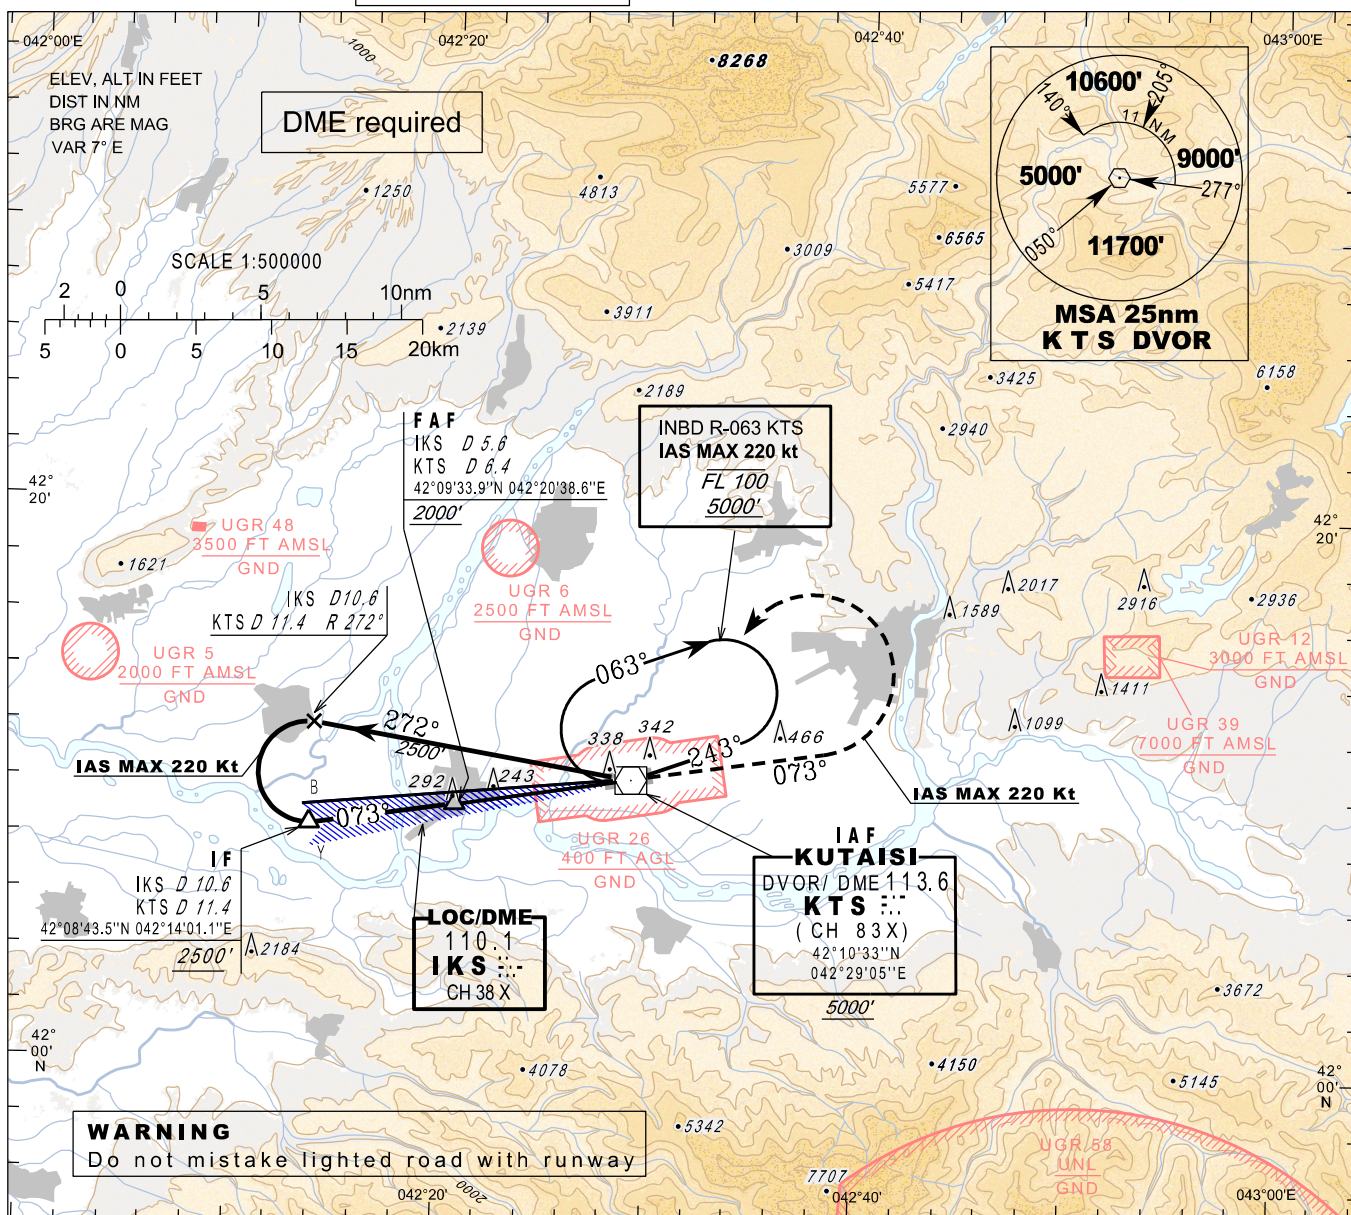 042°00'E
042°20'
042°40'
043°00'E
1000
8268
ELEV, ALT IN FEET
DIST IN NM
BRG ARE MAG
VAR 7° E
DME required
10600'
140°
205°
11 NM
9000'
5000'
277°
050°
11700'
MSA 25nm
KTS DVOR
1250
4813
5577
3009
6565
5417
SCALE 1:500000
2 0 5 10nm
5 0 5 10 15 20km
2139
3911
2189
3425
6158
2940
FAF
IKS D 5.6
KTS D 6.4
42°09'33.9"N 042°20'38.6"E
2000'
INBD R-063 KTS
IAS MAX 220 kt
FL 100
5000'
42°
20'
42°
20'
UGR 48
3500 FT AMSL
GND
1621
UGR 6
2500 FT AMSL
GND
IKS D10.6
KTS D 11.4 R 272°
UGR 5
2000 FT AMSL
GND
1589
2017
2916
2936
UGR 12
3000 FT AMSL
GND
1411
1099
UGR 39
7000 FT AMSL
GND
063°
272°
2500'
338
342
466
243°
073°
IAS MAX 220 Kt
IAS MAX 220 Kt
B
292
243
073°
Y
UGR 26
400 FT AGL
GND
IF
IKS D 10.6
KTS D 11.4
42°08'43.5"N 042°14'01.1"E
2500'
2184
LOC/DME
110.1
IKS
CH 38 X
IAF
KUTAISI
DVOR/ DME 113.6
KTS
(CH 83X)
42°10'33"N
042°29'05"E
5000'
3672
42°
00'
N
42°
00'
N
4078
4150
5145
WARNING
Do not mistake lighted road with runway
5342
7707
UGR 58
UNL
GND
042°20'
2000
042°40'
043°00'E